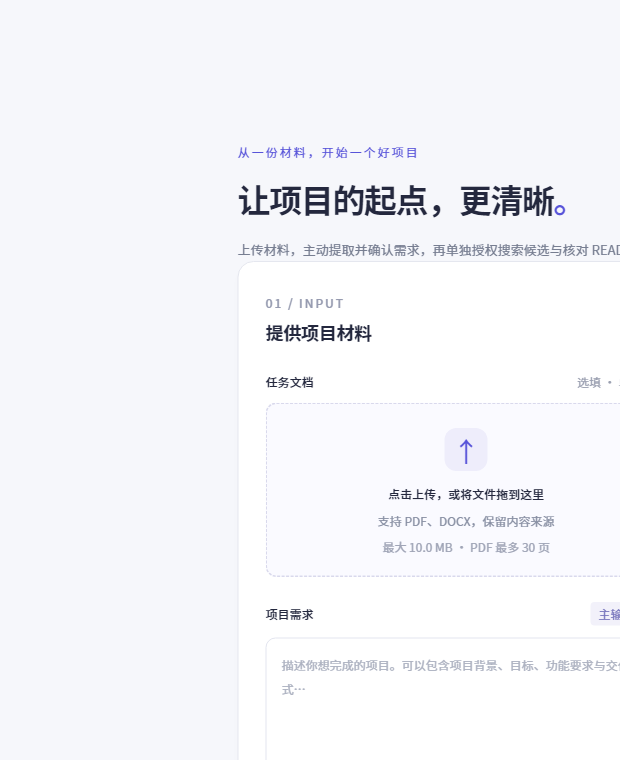 从一份材料，开始一个好项目
让项目的起点，更清晰。
上传材料，主动提取并确认需求，再单独授权搜索候选与核对 READ
01 / INPUT
提供项目材料
任务文档
选填 ·
点击上传，或将文件拖到这里
支持 PDF、DOCX，保留内容来源
最大 10.0 MB · PDF 最多 30 页
项目需求
主输
描述你想完成的项目。可以包含项目背景、目标、功能要求与交
式…